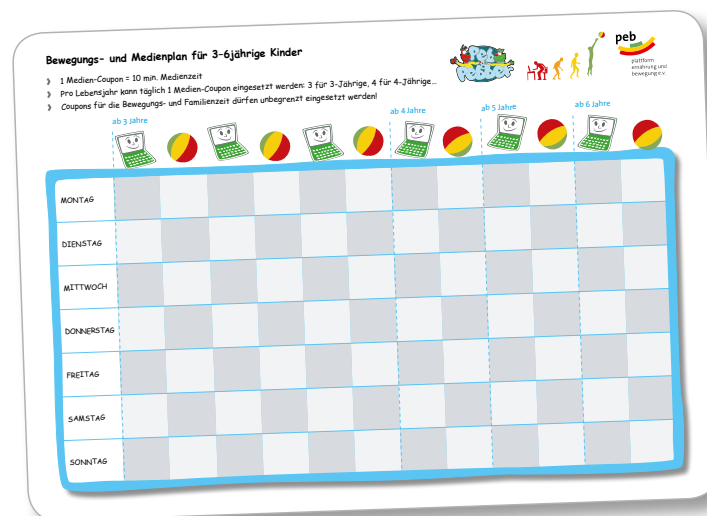 Bewegungs- und Medienplan für 3-6jährige Kinder
1 Medien-Coupon = 10 min. Medienzeit
Pro Lebensjahr kann täglich 1 Medien-Coupon eingesetzt werden: 3 für 3-Jährige, 4 für 4-Jährige...
Coupons für die Bewegungs- und Familienzeit dürfen unbegrenzt eingesetzt werden!
peb
plattform
ernährung und
bewegung e.v.
ab 3 Jahre
ab 4 Jahre
ab 5 Jahre
ab 6 Jahre
MONTAG
DIENSTAG
MITTWOCH
DONNERSTAG
FREITAG
SAMSTAG
SONNTAG